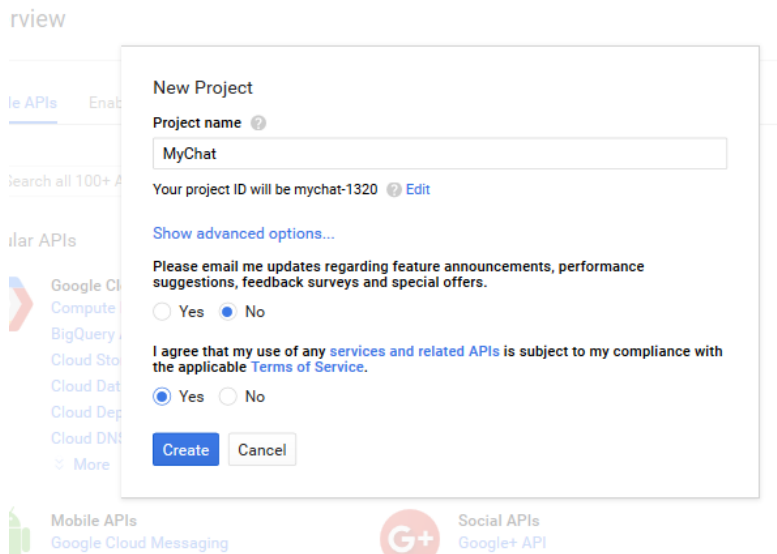 rview
le APIs Enab
Search all 100+ A
ular APIs
Google Cl
Compute
BigQuery A
Cloud Sto
Cloud Dat
Cloud Dep
Cloud DNS
More
New Project
Project name ?
MyChat
Your project ID will be mychat-1320 ? Edit
Show advanced options...
Please email me updates regarding feature announcements, performance
suggestions, feedback surveys and special offers.
Yes No
I agree that my use of any services and related APIs is subject to my compliance with
the applicable Terms of Service.
Yes No
Create Cancel
Mobile APIs
Google Cloud Messaging
G+
Social APIs
Google+ API